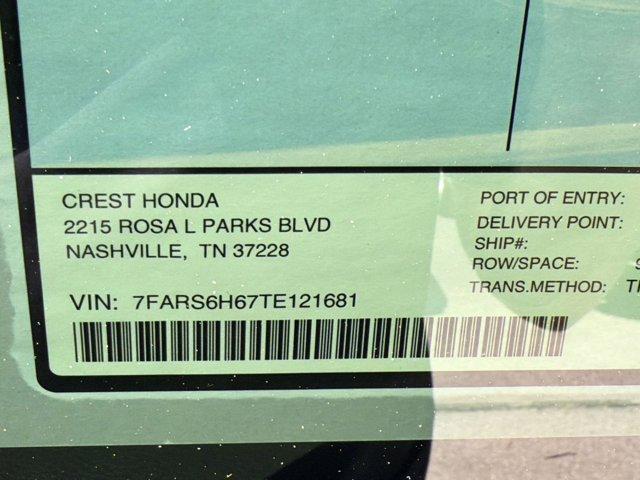 CREST HONDA
2215 ROSA L PARKS BLVD
NASHVILLE, TN 37228
VIN: 7FARS6H67TE121681
PORT OF ENTRY:
DELIVERY POINT:
SHIP#:
ROW/SPACE:
TRANS.METHOD: